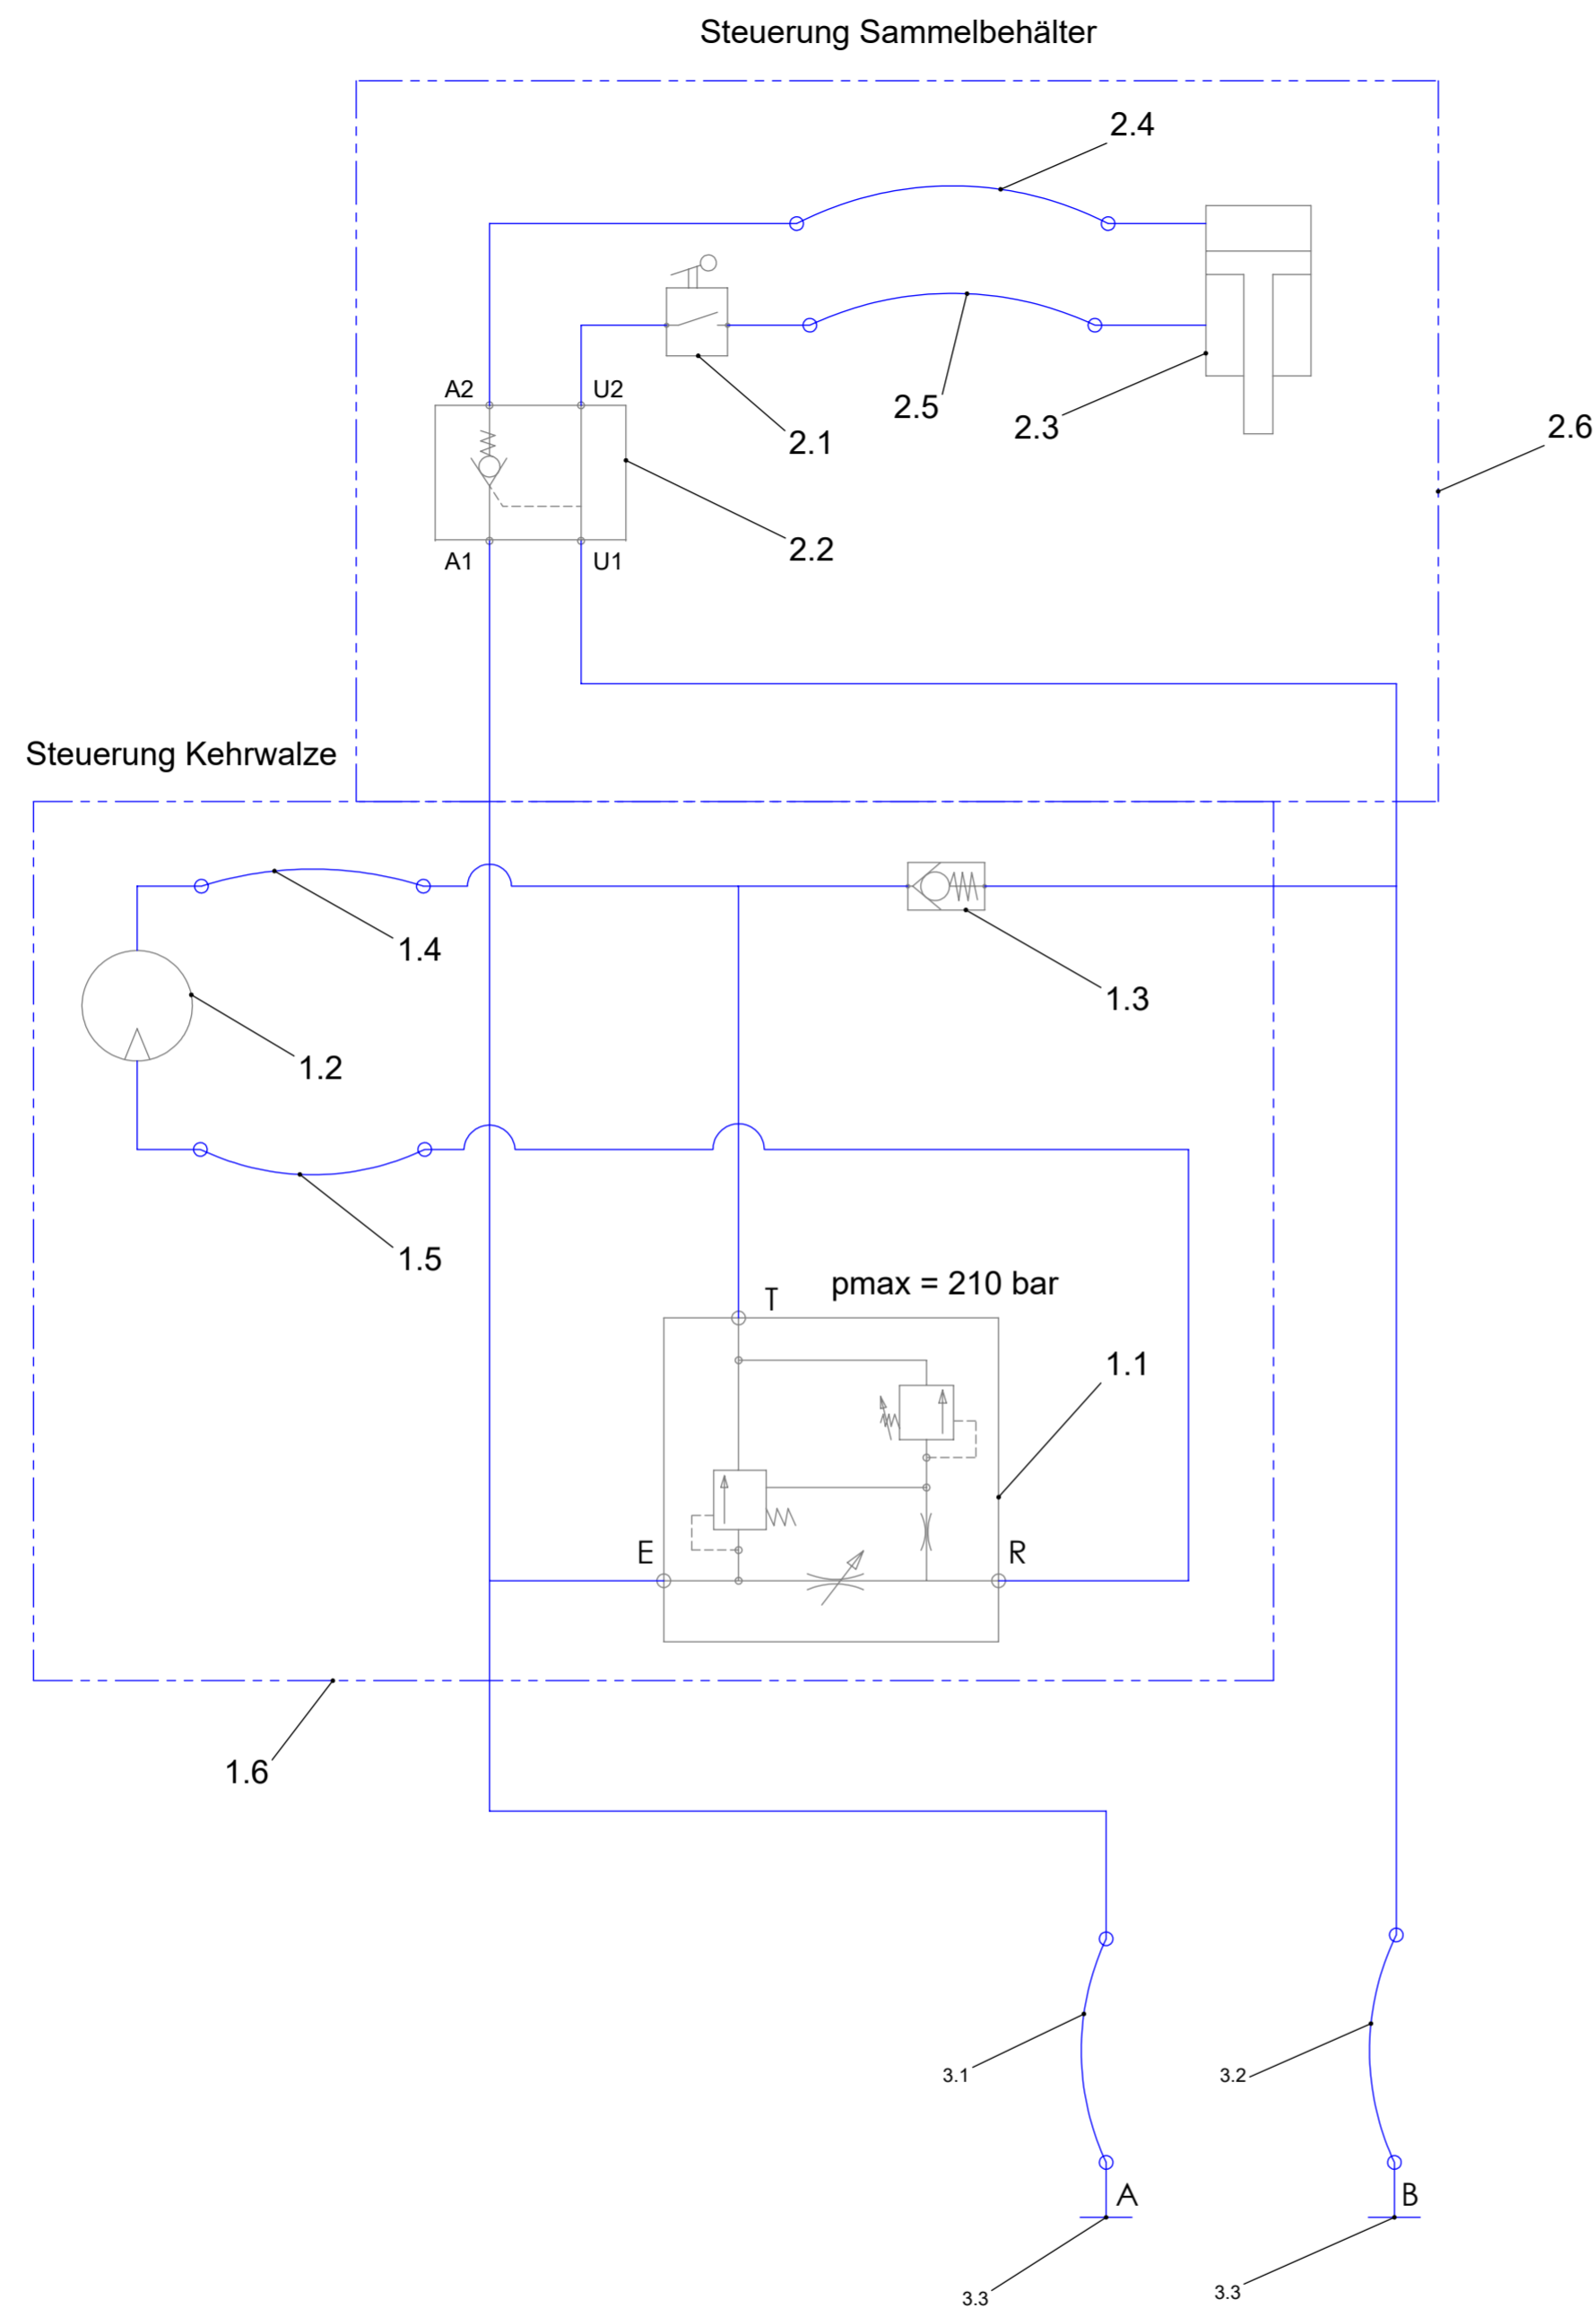 Steuerung Sammelbehälter
2.4
2.5
2.3
2.6
A2
U2
2.1
2.2
A1
U1
Steuerung Kehrwalze
1.4
1.3
1.2
1.5
pmax = 210 bar
T
1.1
E
R
1.6
3.1
3.2
A
B
3.3
3.3